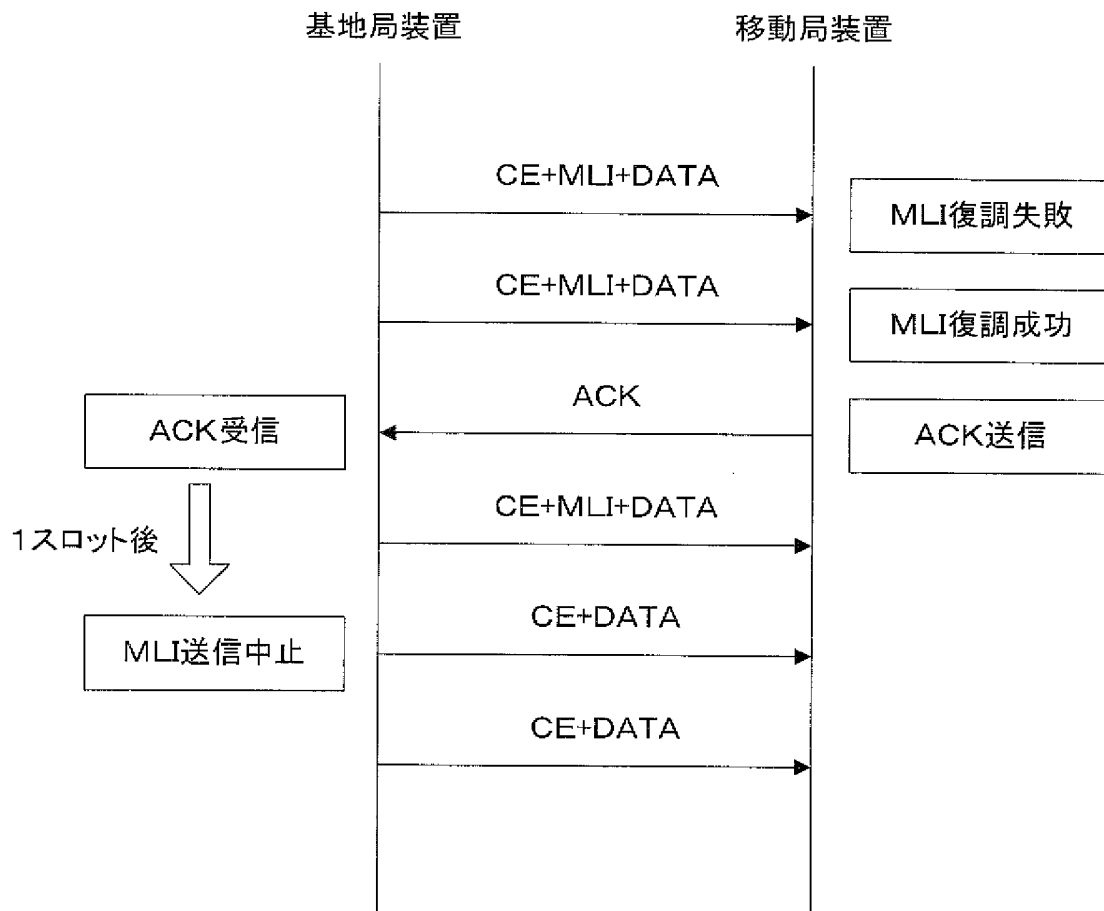 基地局装置
移動局装置
CE+MLI+DATA
MLI復調失敗
CE+MLI+DATA
MLI復調成功
ACK
ACK受信
ACK送信
CE+MLI+DATA
1スロット後
CE+DATA
MLI送信中止
CE+DATA